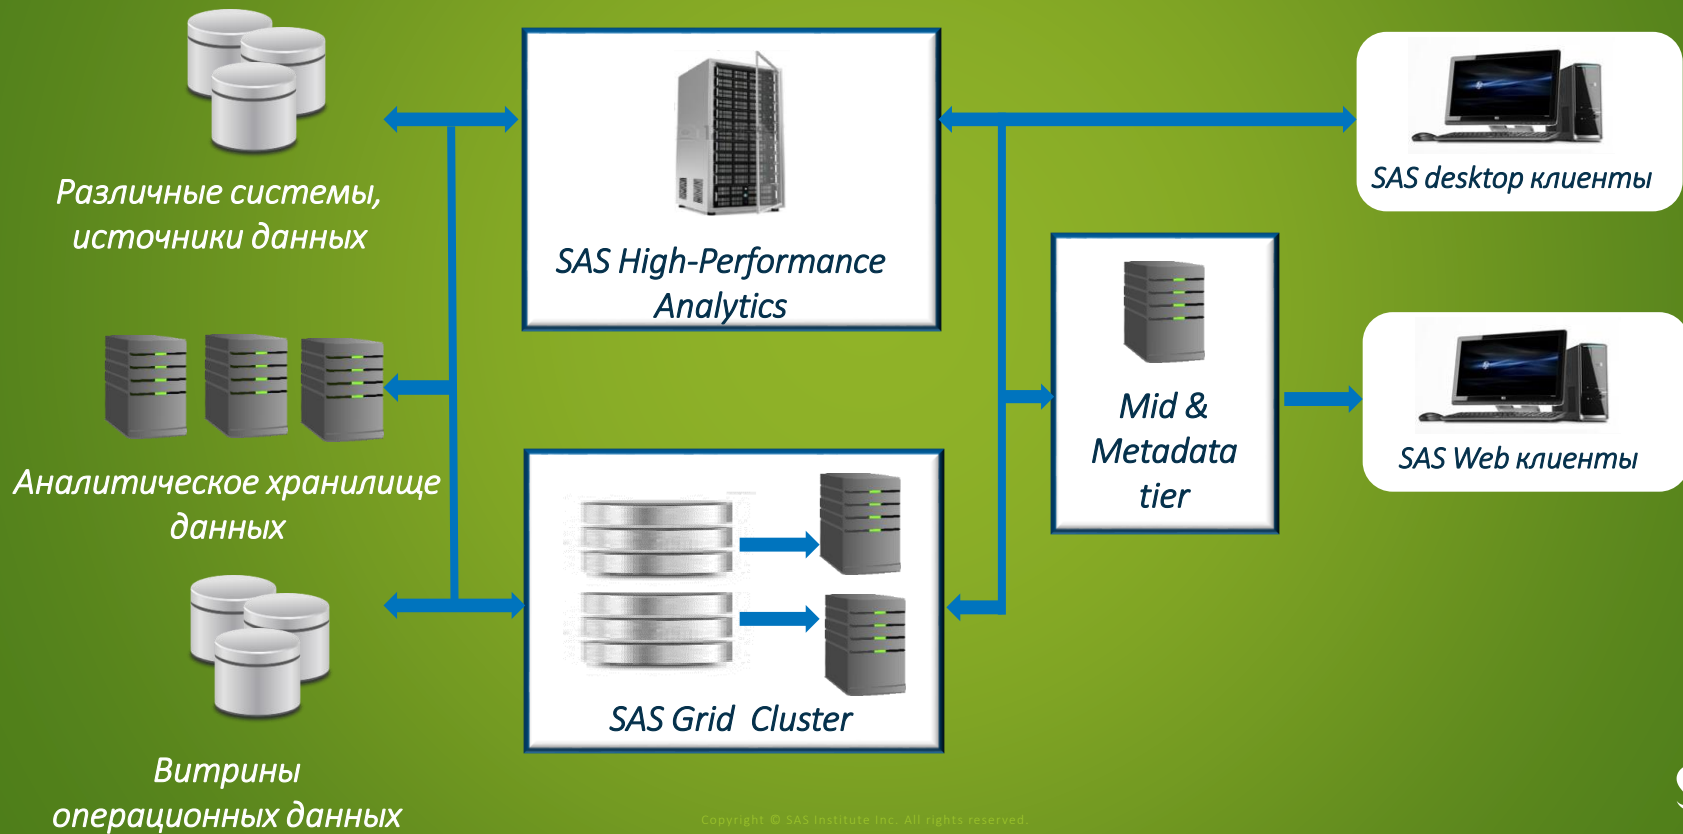 Различные системы,
источники данных
SAS High-Performance
Analytics
SAS desktop клиенты
Аналитическое хранилище
данных
Mid &
Metadata
tier
SAS Web клиенты
SAS Grid Cluster
Витрины
операционных данных
Copyright © SAS Institute Inc. All rights reserved.